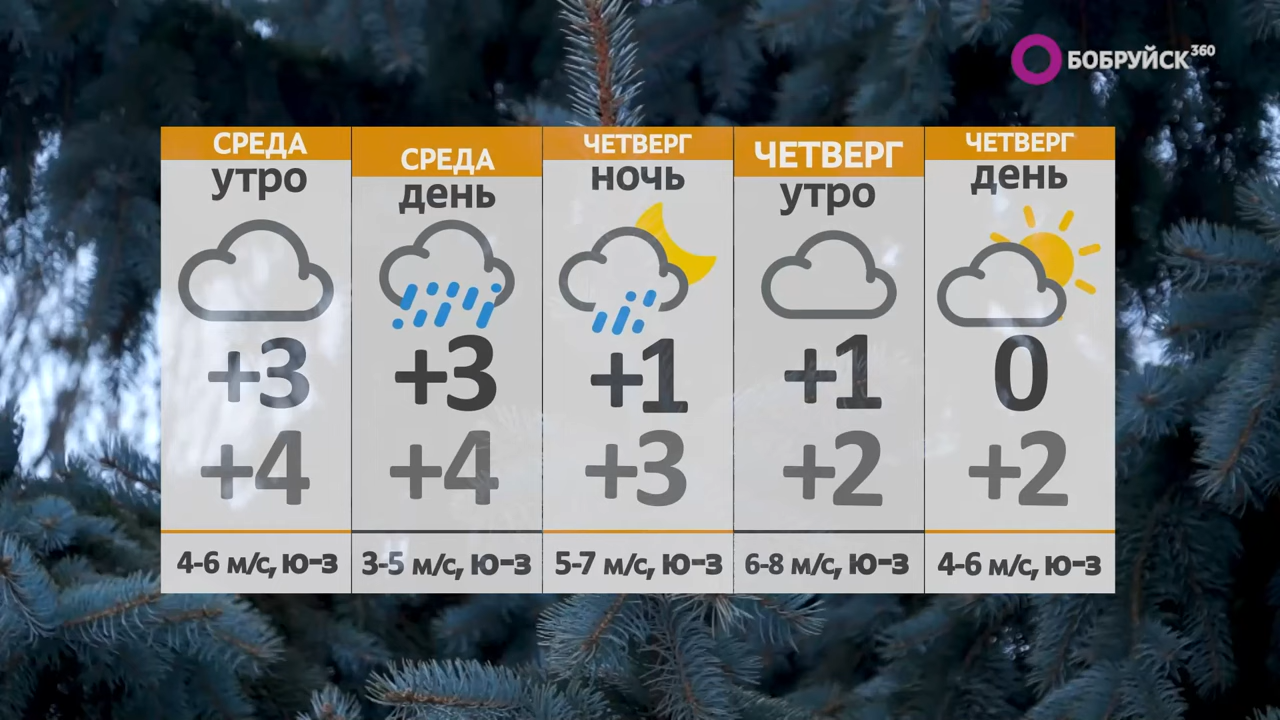 БОБРУЙСК360
СРЕДА
утро
+3
+4
4-6 м/с, ю-з
СРЕДА
день
+3
+4
3-5 м/с, ю-з
ЧЕТВЕРГ
ночь
+1
+3
5-7 м/с, ю-з
ЧЕТВЕРГ
утро
+1
+2
6-8 м/с, ю-з
ЧЕТВЕРГ
день
0
+2
4-6 м/с, ю-з